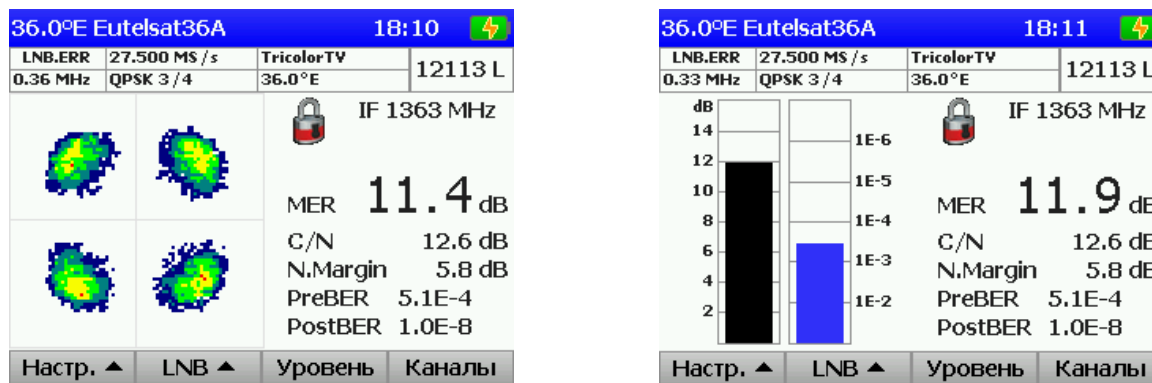 36.0ºE Eutelsat36A 18:10
LNB.ERR 27.500 MS/s TricolorTV 12113 L
0.36 MHz QPSK 3/4 36.0°E
IF 1363 MHz
MER 11.4 dB
C/N 12.6 dB
N.Margin 5.8 dB
PreBER 5.1E-4
PostBER 1.0E-8
Настр. ▲ LNB ▲ Уровень Каналы
36.0ºE Eutelsat36A 18:11
LNB.ERR 27.500 MS/s TricolorTV 12113 L
0.33 MHz QPSK 3/4 36.0°E
dB
14
12
10
8
6
4
2
1E-6
1E-5
1E-4
1E-3
1E-2
IF 1363 MHz
MER 11.9 dB
C/N 12.6 dB
N.Margin 5.8 dB
PreBER 5.1E-4
PostBER 1.0E-8
Настр. ▲ LNB ▲ Уровень Каналы